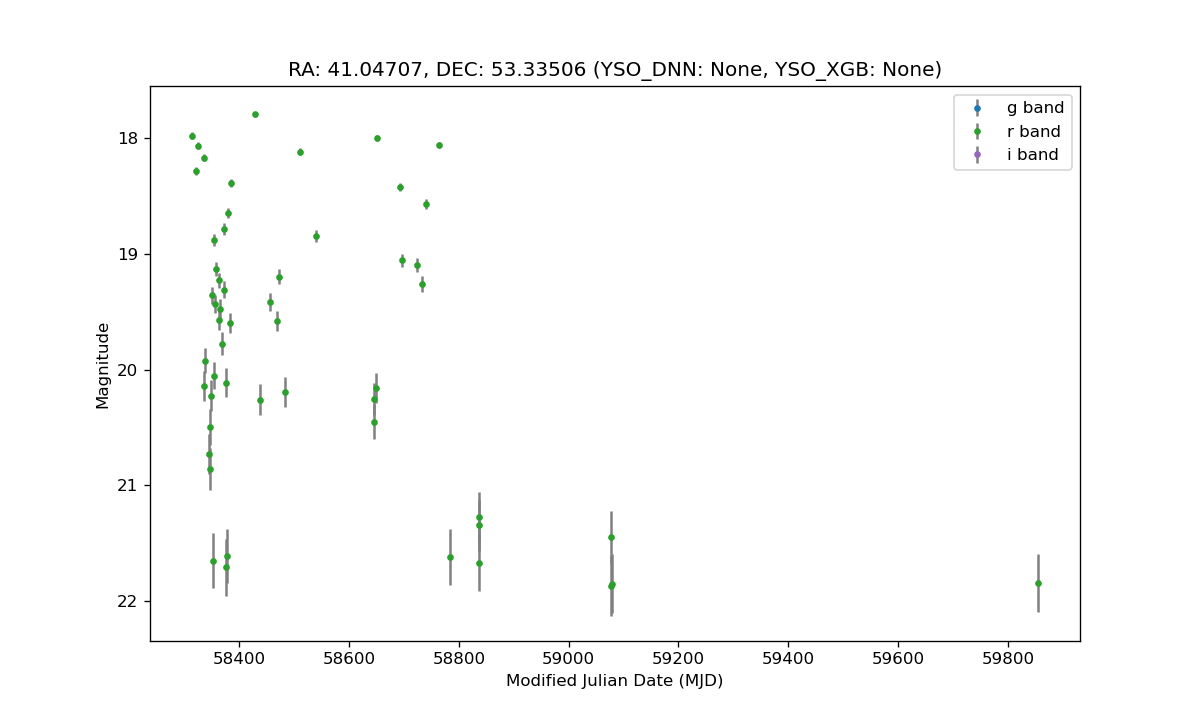 RA: 41.04707, DEC: 53.33506 (YSO_DNN: None, YSO_XGB: None)
g band
r band
i band
18
19
20
21
22
Magnitude
58400 58600 58800 59000 59200 59400 59600 59800
Modified Julian Date (MJD)